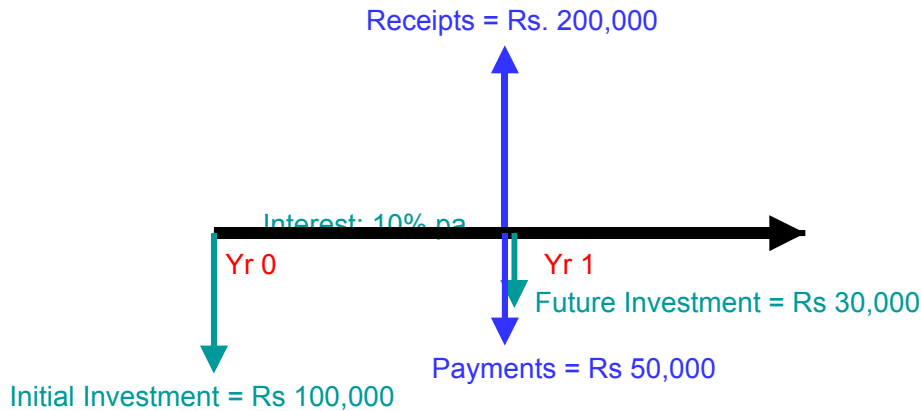 Receipts = Rs. 200,000
Interest: 10% pa
Yr 0
Yr 1
Future Investment = Rs 30,000
Payments = Rs 50,000
Initial Investment = Rs 100,000